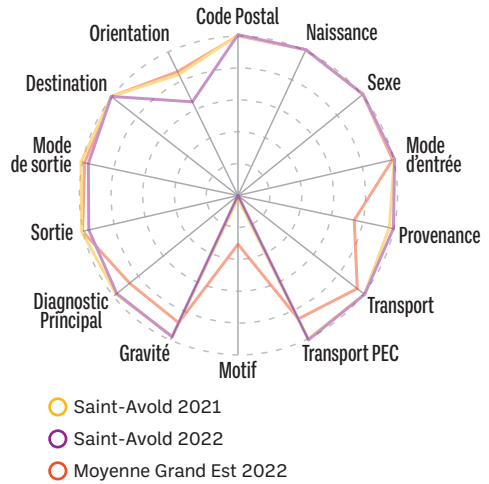 Code Postal
Naissance
Sexe
Mode
d'entrée
Provenance
Transport
Transport PEC
Motif
Gravité
Diagnostic
Principal
Sortie
Mode
de sortie
Destination
Orientation
Saint-Avold 2021
Saint-Avold 2022
Moyenne Grand Est 2022